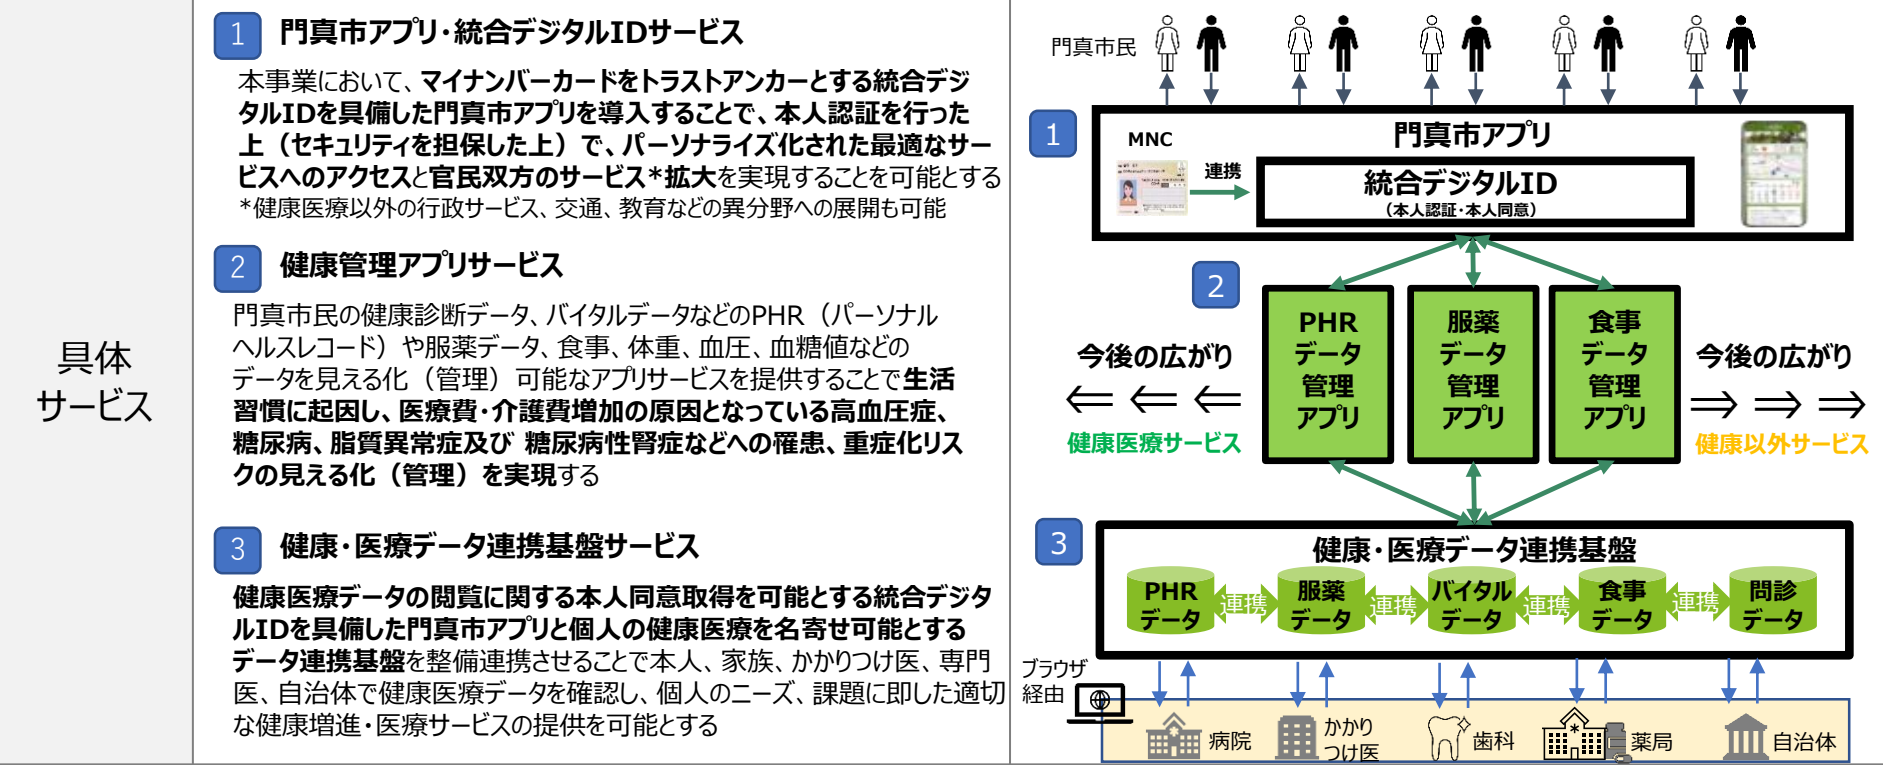 具体
サービス
1 門真市アプリ・統合デジタルIDサービス
本事業において、マイナンバーカードをトラストアンカーとする統合デジ
タルIDを具備した門真市アプリを導入することで、本人認証を行った
上（セキュリティを担保した上）で、パーソナライズ化された最適なサー
ビスへのアクセスと官民双方のサービス*拡大を実現することを可能とする
*健康医療以外の行政サービス、交通、教育などの異分野への展開も可能
2 健康管理アプリサービス
門真市民の健康診断データ、バイタルデータなどのPHR（パーソナル
ヘルスレコード）や服薬データ、食事、体重、血圧、血糖値などの
データを見える化（管理）可能なアプリサービスを提供することで生活
習慣に起因し、医療費・介護費増加の原因となっている高血圧症、
糖尿病、脂質異常症及び 糖尿病性腎症などへの罹患、重症化リス
クの見える化（管理）を実現する
3 健康・医療データ連携基盤サービス
健康医療データの閲覧に関する本人同意取得を可能とする統合デジタ
ルIDを具備した門真市アプリと個人の健康医療を名寄せ可能とする
データ連携基盤を整備連携させることで本人、家族、かかりつけ医、専門
医、自治体で健康医療データを確認し、個人のニーズ、課題に即した適切
な健康増進・医療サービスの提供を可能とする
門真市民
1
門真市アプリ
MNC
連携
統合デジタルID
（本人認証・本人同意）
2
PHR
データ
管理
アプリ
服薬
データ
管理
アプリ
食事
データ
管理
アプリ
今後の広がり
⇐ ⇐ ⇐
健康医療サービス
今後の広がり
⇒ ⇒ ⇒
健康以外サービス
3
健康・医療データ連携基盤
PHR
データ
連携
服薬
データ
連携
バイタル
データ
連携
食事
データ
連携
問診
データ
ブラウザ
経由
病院
かかり
つけ医
歯科
薬局
自治体